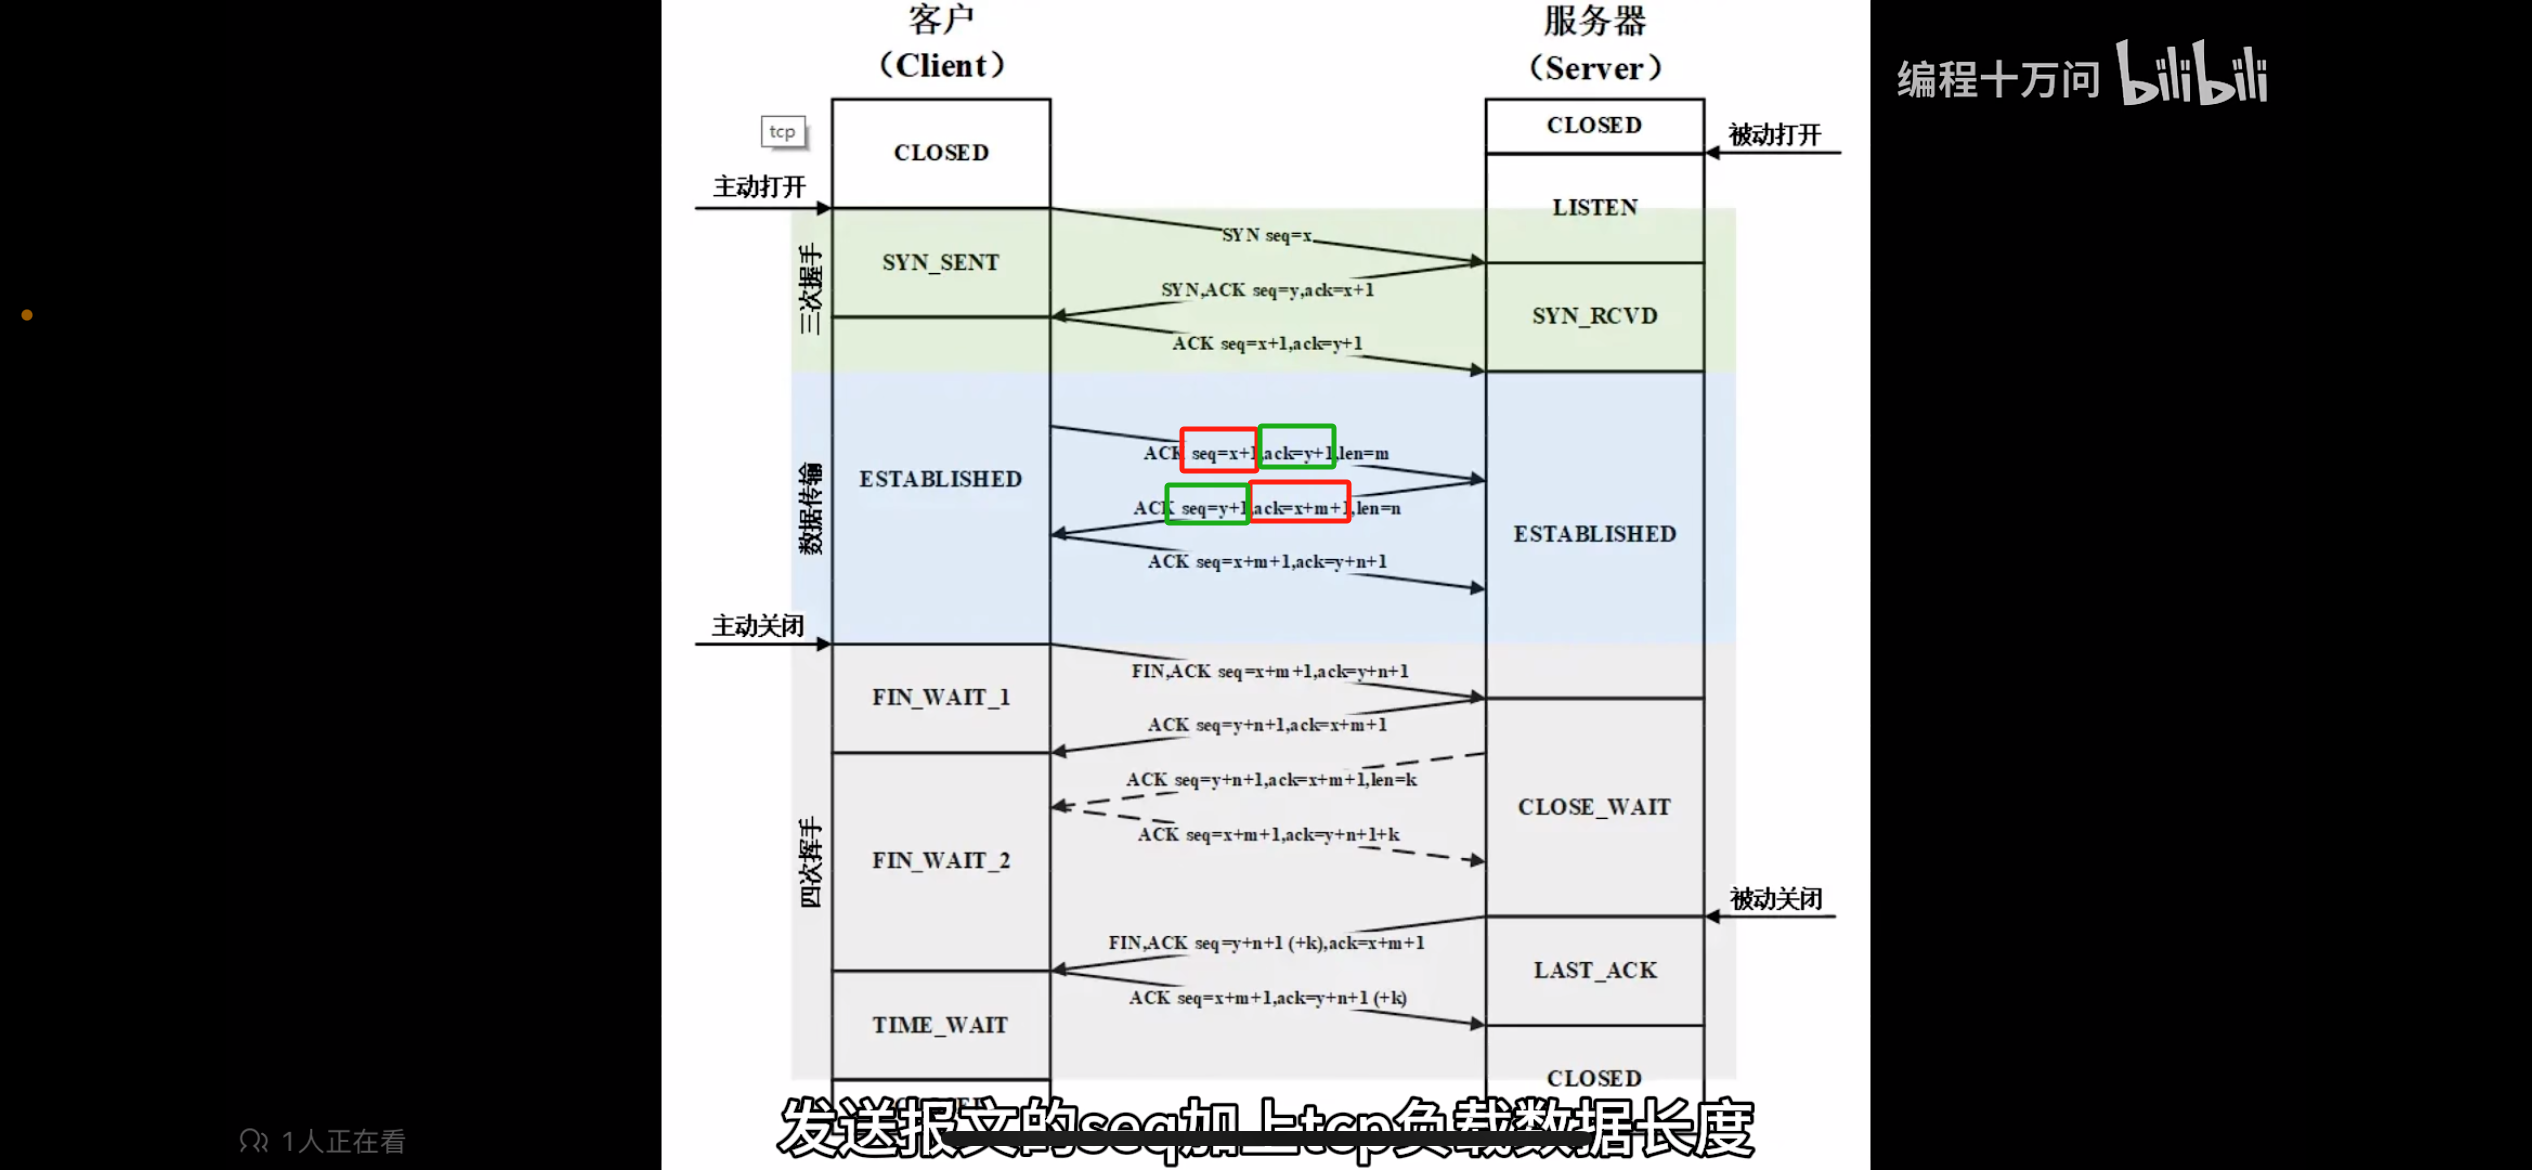 客户
（Client）
服务器
（Server）
编程十万问 bilibili
tcp
CLOSED
CLOSED
被动打开
主动打开
LISTEN
三次握手
SYN seq=x
SYN_SENT
SYN,ACK seq=y,ack=x+1
SYN_RCVD
ACK seq=x+1,ack=y+1
数据传输
ACK seq=x+1,ack=y+1,len=m
ESTABLISHED
ACK seq=y+1,ack=x+m+1,len=n
ESTABLISHED
ACK seq=x+m+1,ack=y+n+1
主动关闭
FIN,ACK seq=x+m+1,ack=y+n+1
FIN_WAIT_1
ACK seq=y+n+1,ack=x+m+1
四次挥手
ACK seq=y+n+1,ack=x+m+1,len=k
CLOSE_WAIT
ACK seq=x+m+1,ack=y+n+1+k
FIN_WAIT_2
被动关闭
FIN,ACK seq=y+n+1 (+k),ack=x+m+1
LAST_ACK
ACK seq=x+m+1,ack=y+n+1 (+k)
TIME_WAIT
CLOSED
发送报文的seq加上tcp负载数据长度
1人正在看